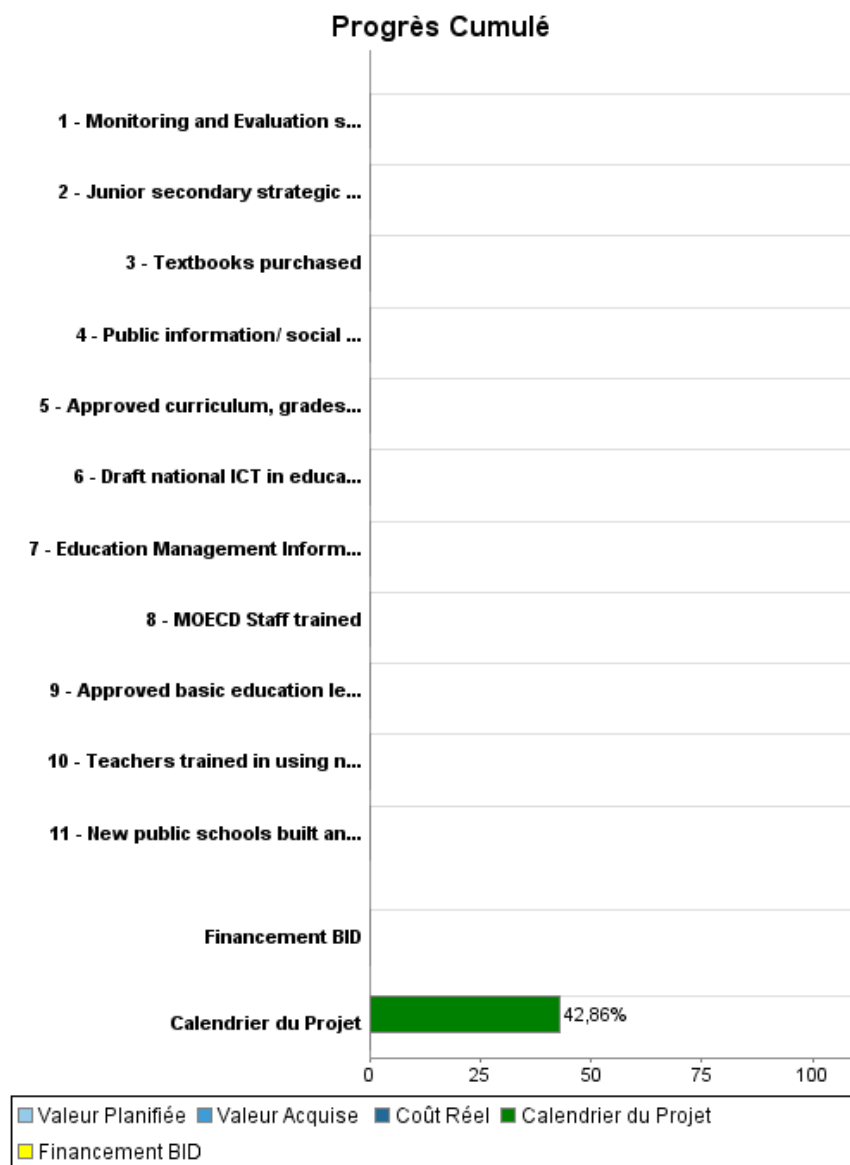 Progrès Cumulé
1 - Monitoring and Evaluation s...
2 - Junior secondary strategic ...
3 - Textbooks purchased
4 - Public information/ social ...
5 - Approved curriculum, grades...
6 - Draft national ICT in educa...
7 - Education Management Inform...
8 - MOECD Staff trained
9 - Approved basic education le...
10 - Teachers trained in using n...
11 - New public schools built an...
Financement BID
Calendrier du Projet 42,86%
0 25 50 75 100
Valeur Planifiée Valeur Acquise Coût Réel Calendrier du Projet
Financement BID